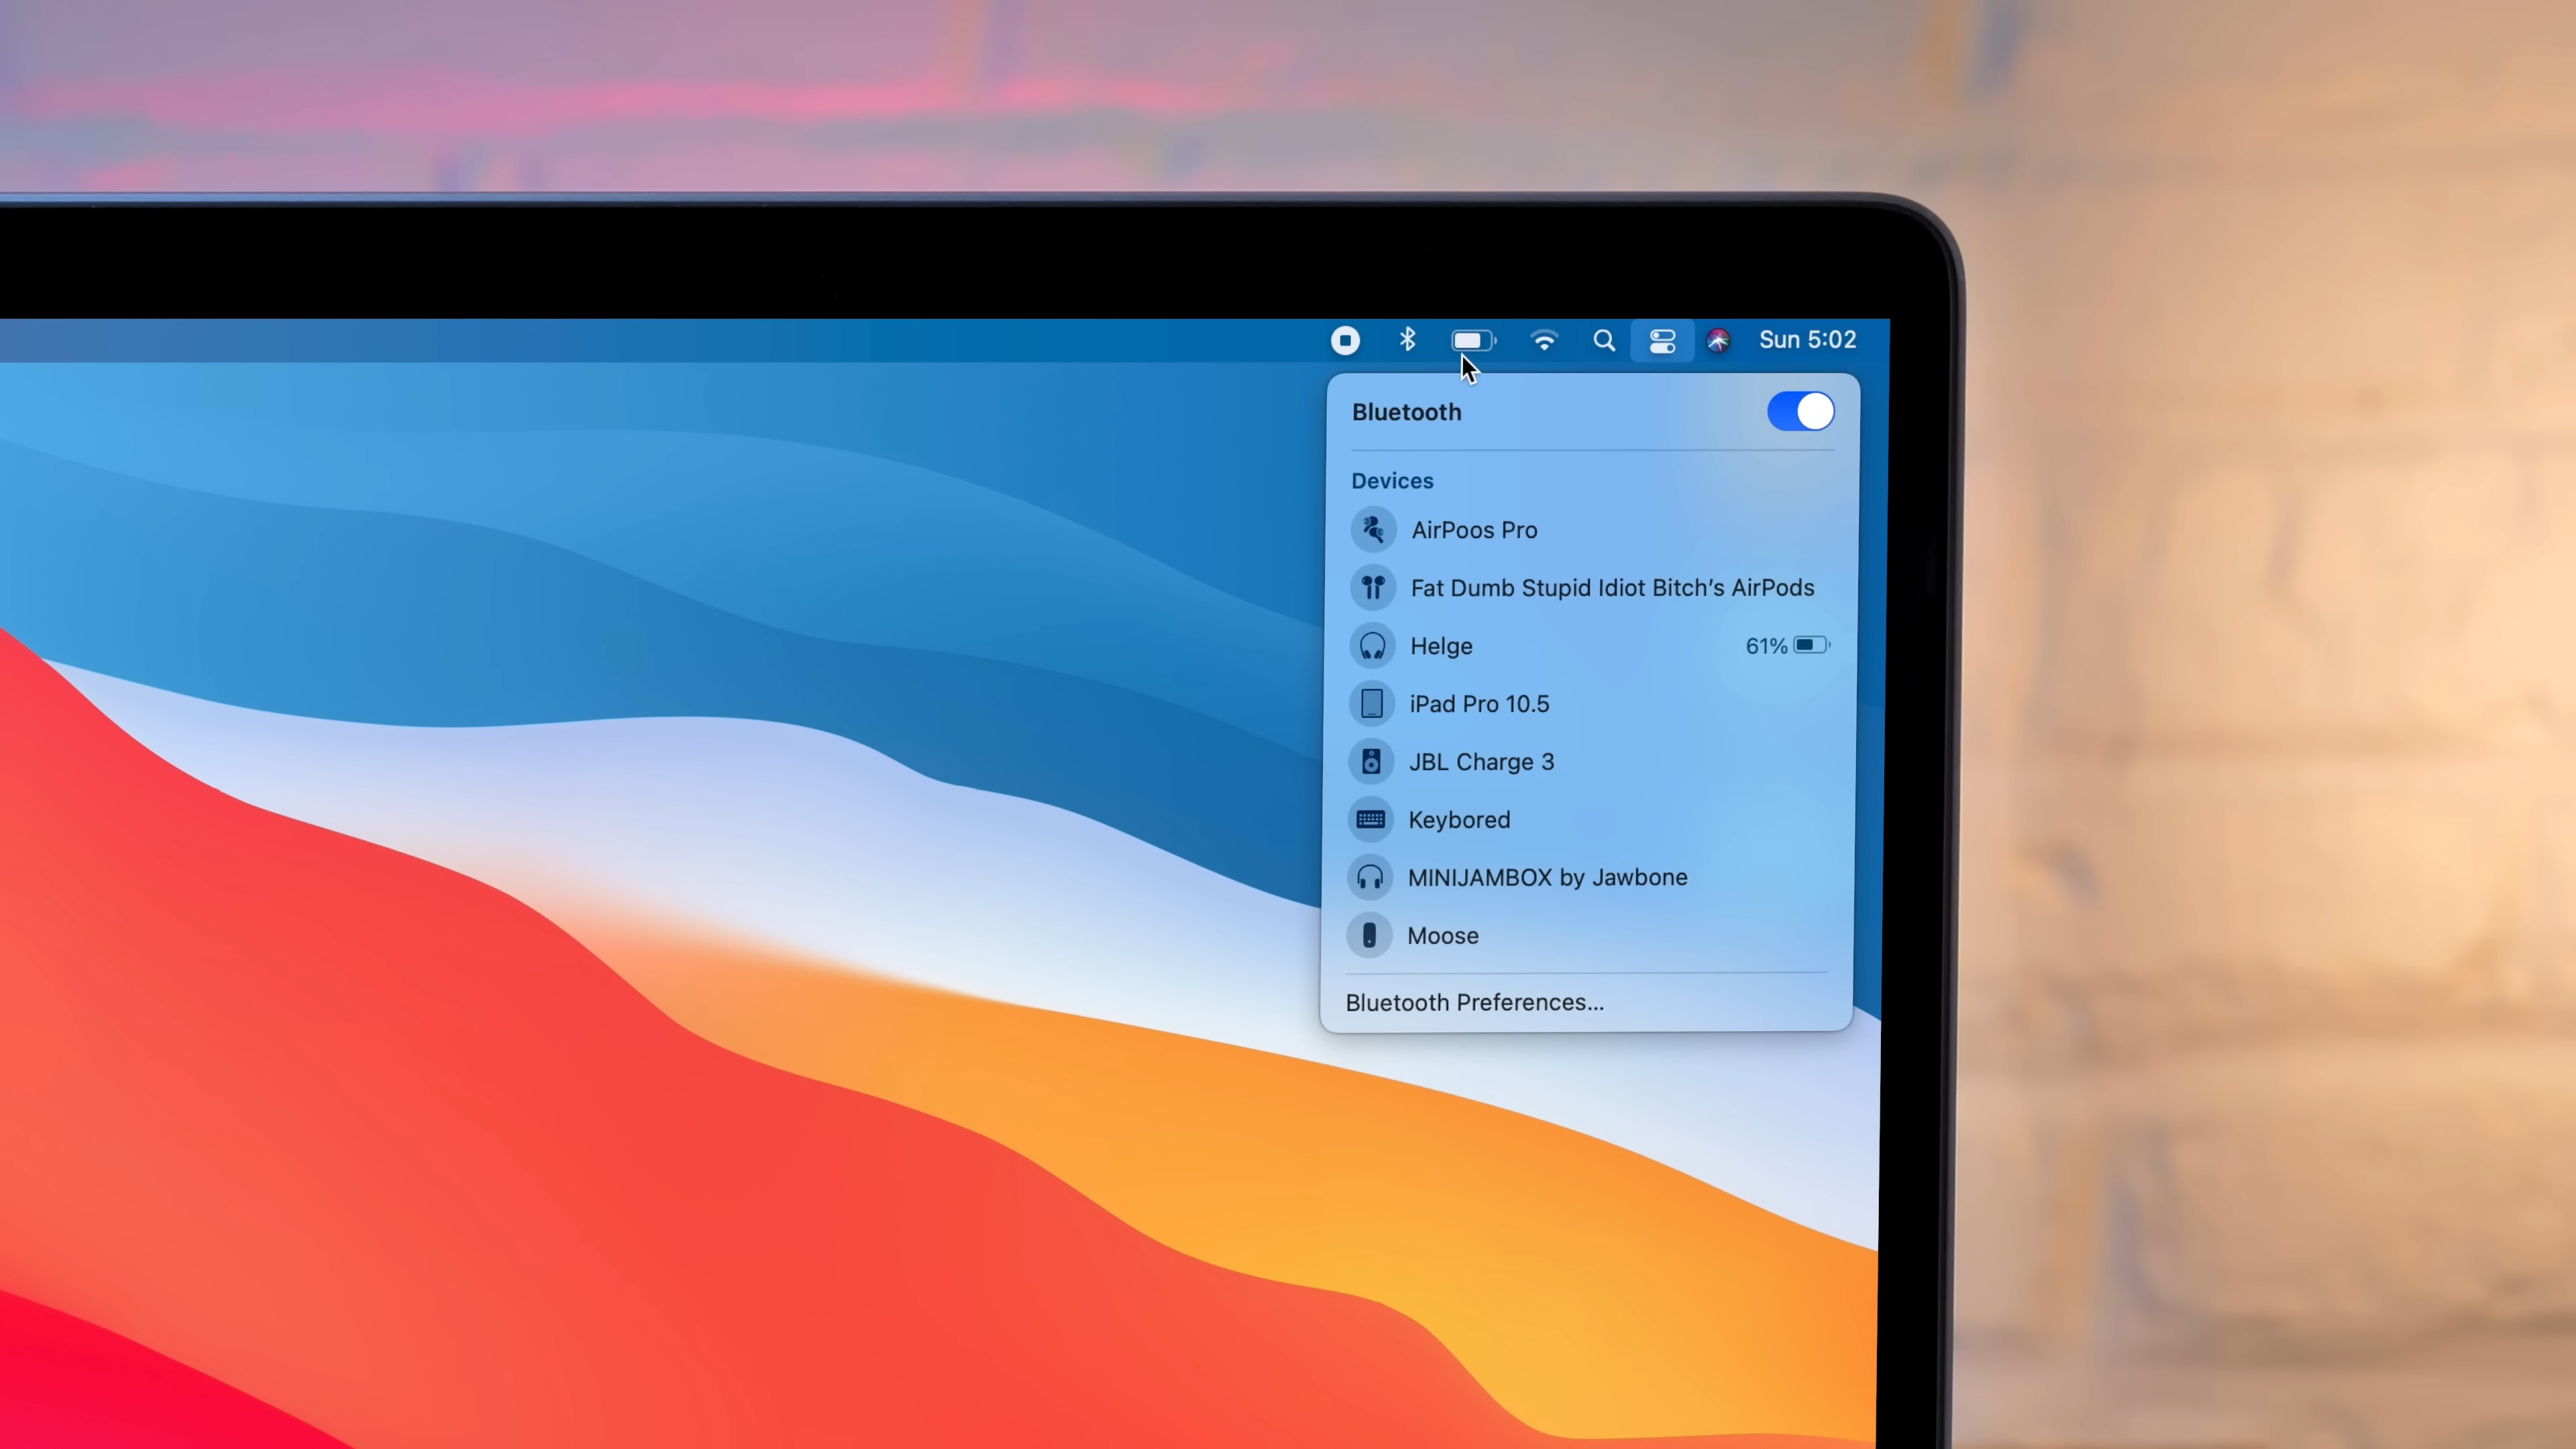 Sun 5:02
Bluetooth
Devices
AirPoos Pro
Fat Dumb Stupid Idiot Bitch’s AirPods
Helge 61%
iPad Pro 10.5
JBL Charge 3
Keybored
MINIJAMBOX by Jawbone
Moose
Bluetooth Preferences...